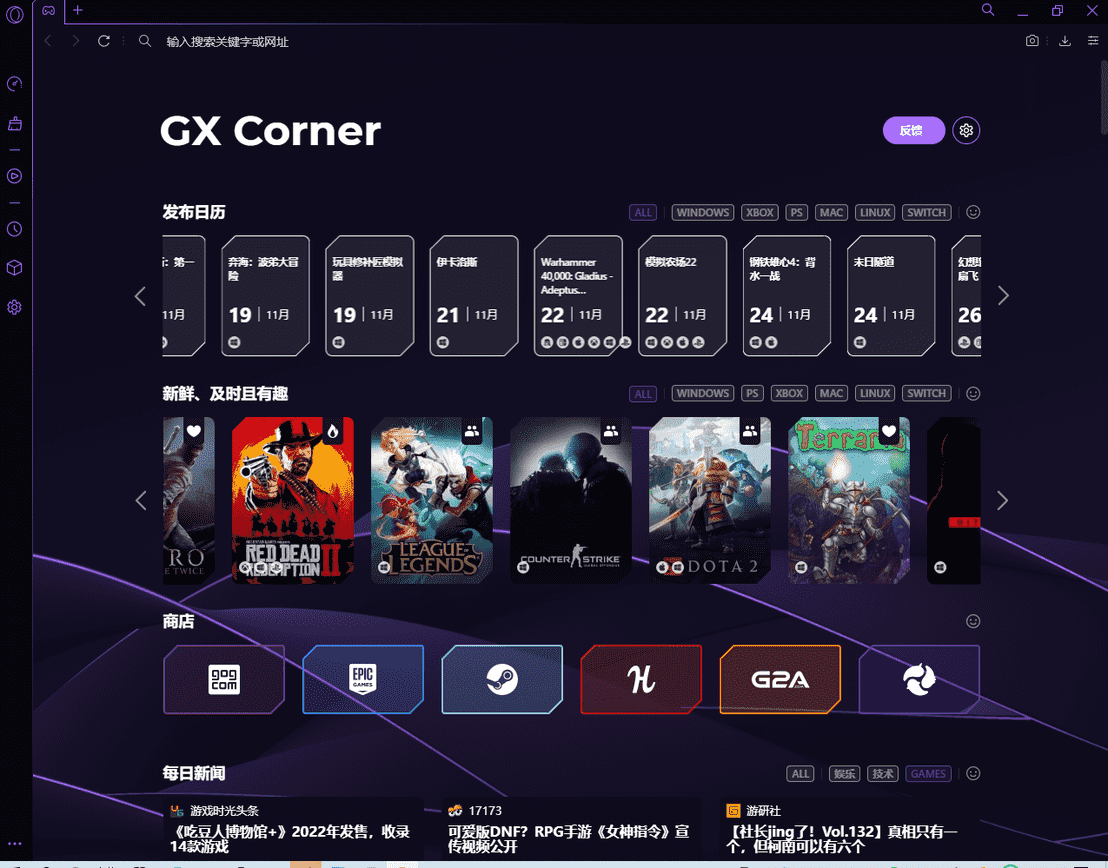 输入搜索关键字或网址
GX Corner
反馈
发布日历
ALL WINDOWS XBOX PS MAC LINUX SWITCH
: 第一
11月
弃海：波弟大冒险
19 11月
玩具修补匠模拟器
19 11月
伊卡洛斯
21 11月
Warhammer
40,000: Gladius -
Adeptus...
22 11月
模拟农场22
22 11月
钢铁雄心4：背
水一战
24 11月
末日隧道
24 11月
26
新鲜、及时且有趣
ALL WINDOWS PS XBOX MAC LINUX SWITCH
RO
E TWICE
RED DEAD
REDEMPTION II
LEAGUE OF
LEGENDS
COUNTER STRIKE
GLOBAL OFFENSIVE
DOTA 2
Terraria
商店
GOG
COM
EPIC
GAMES
G2A
每日新闻
ALL 娱乐 技术 GAMES
游戏时光头条
《吃豆人博物馆+》2022年发售，收录
14款游戏
17173
可爱版DNF？RPG手游《女神指令》宣
传视频公开
游研社
【社长jing了！Vol.132】真相只有一
个，但柯南可以有六个